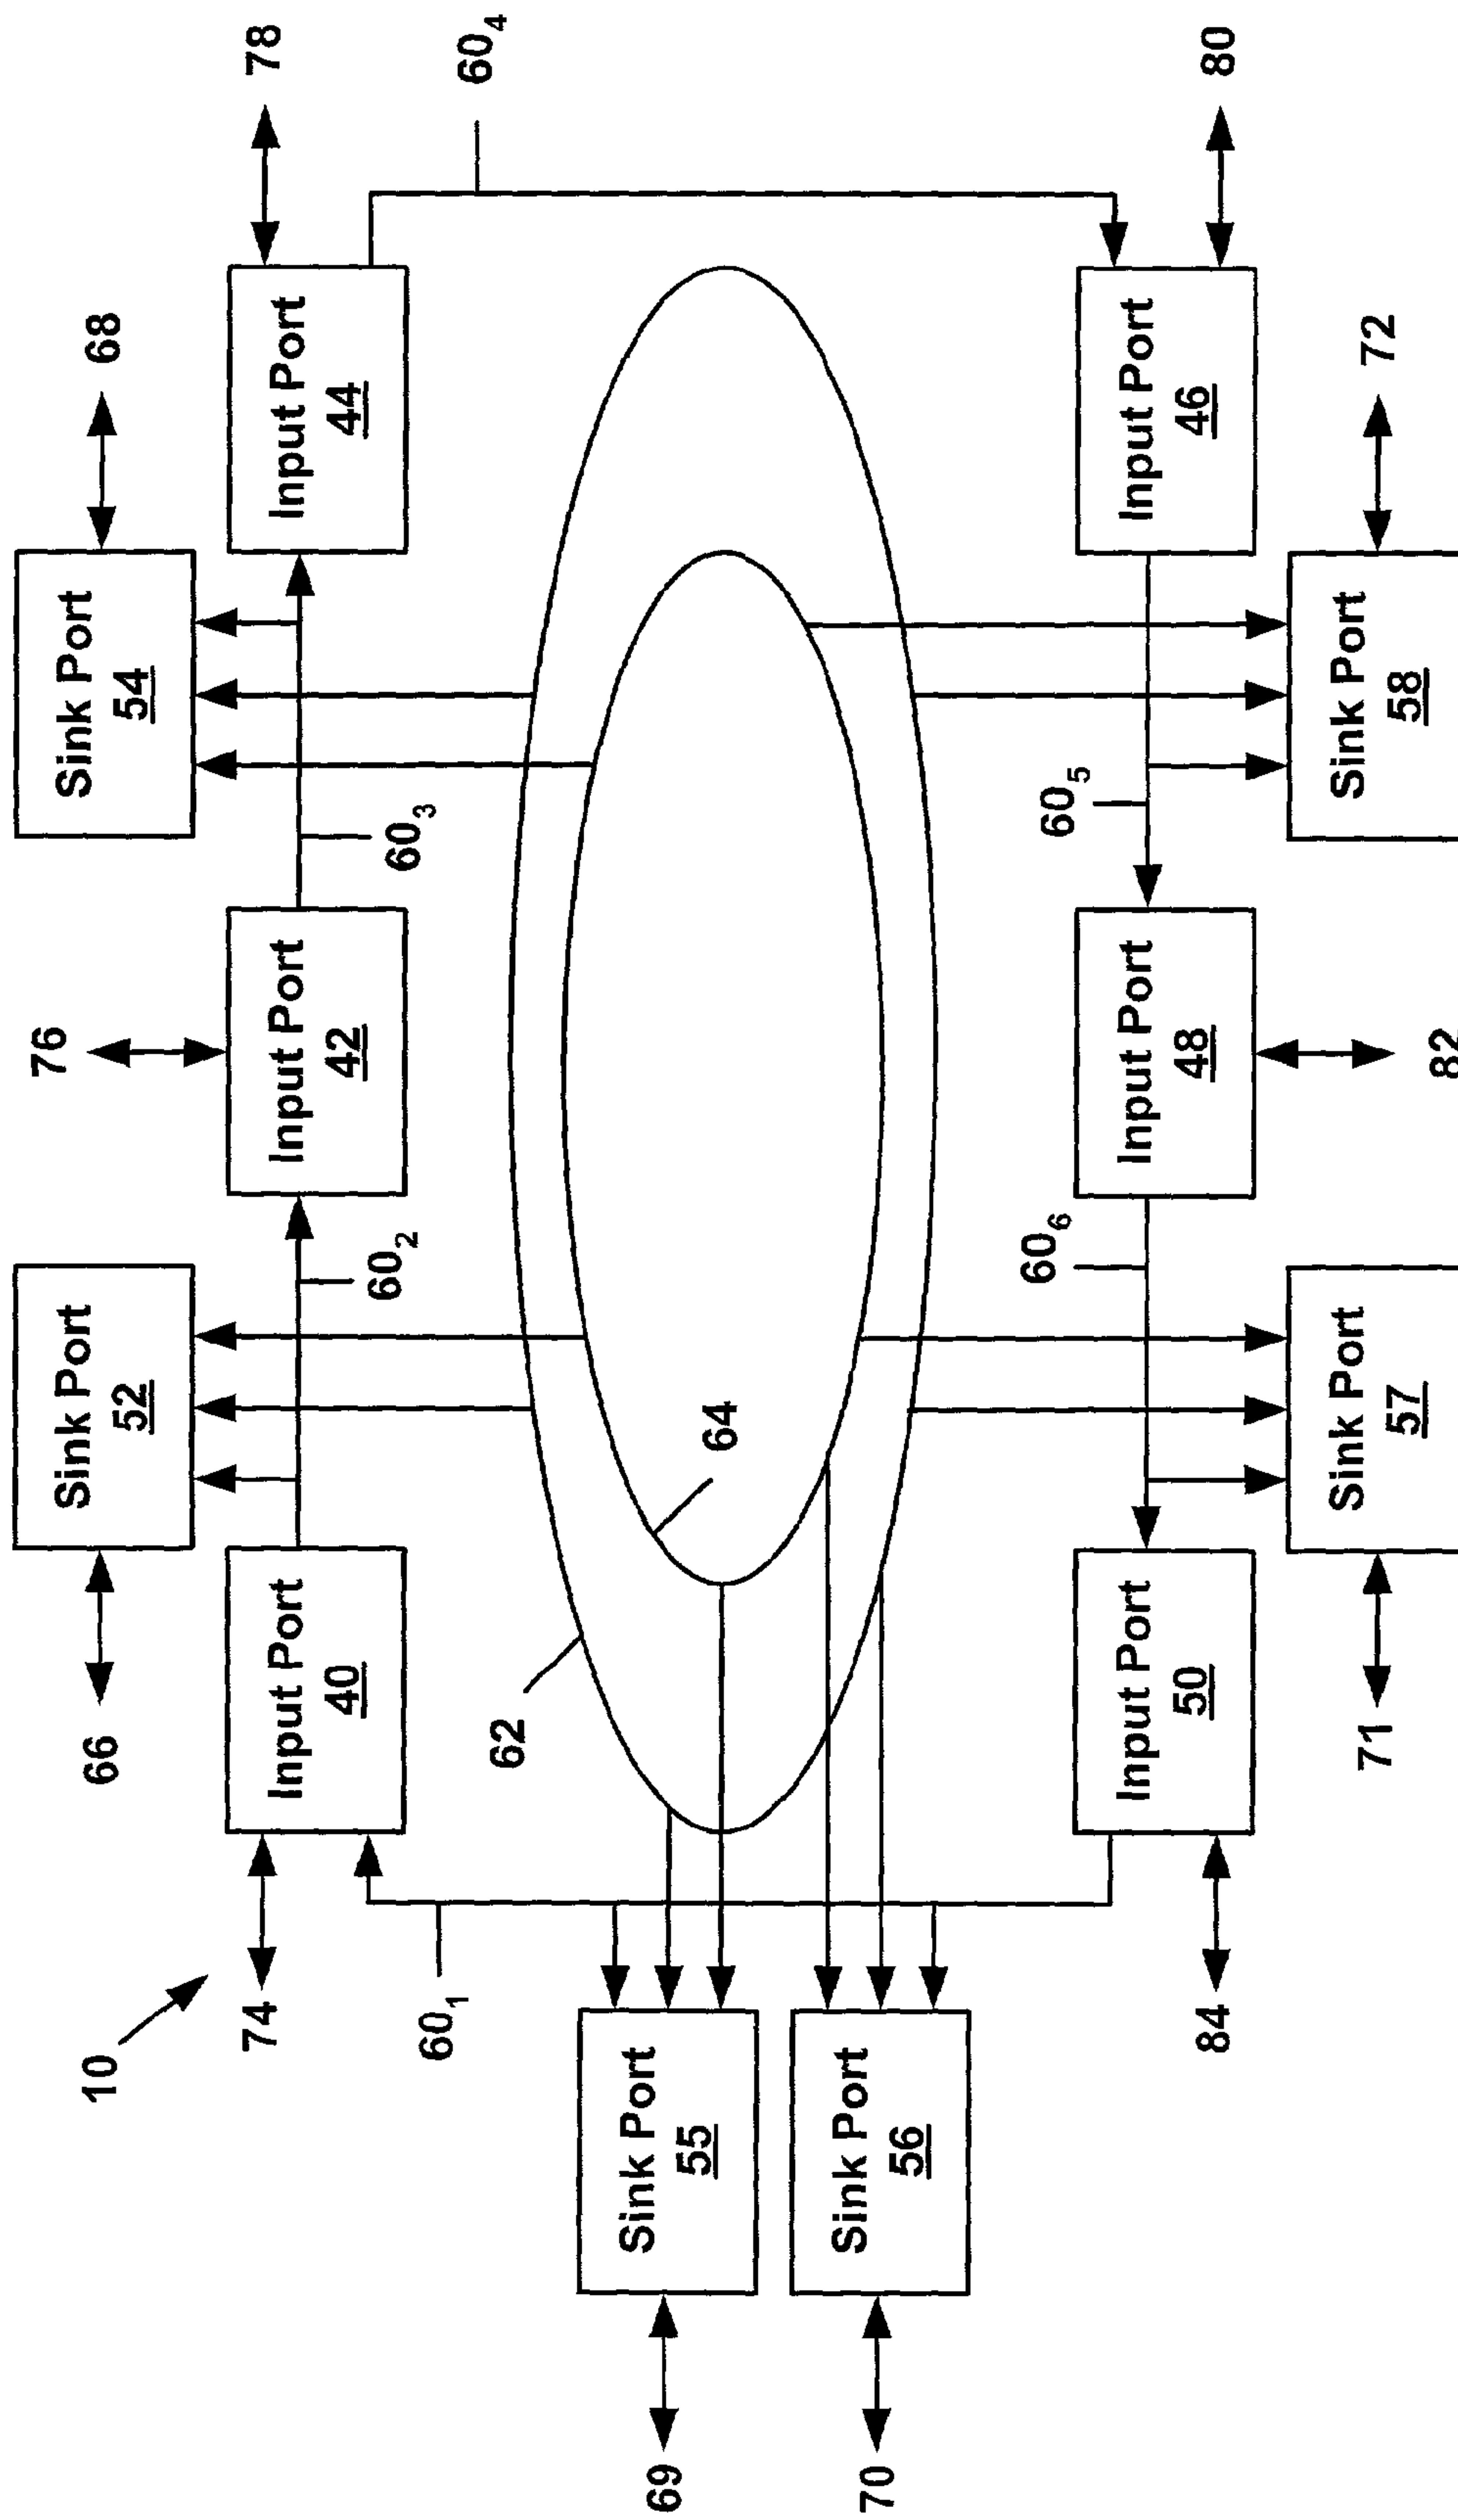 76
Sink Port
52
Sink Port
54
10
66
68
74
Input Port
40
Input Port
42
Input Port
44
78
60₂
60₃
60₁
60₄
62
69
Sink Port
55
64
70
Sink Port
56
60₆
60₅
84
Input Port
50
Input Port
48
Input Port
46
80
71
Sink Port
57
Sink Port
58
72
82